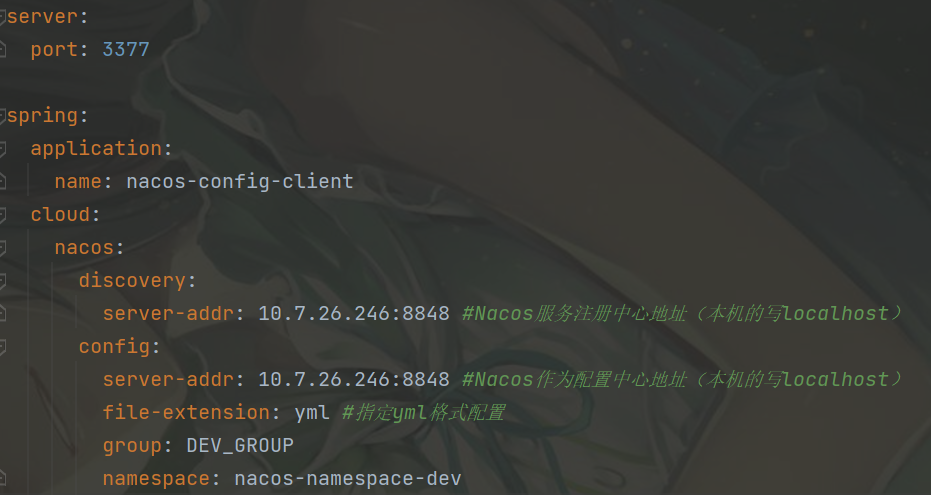 server:
  port: 3377

spring:
  application:
    name: nacos-config-client
  cloud:
    nacos:
      discovery:
        server-addr: 10.7.26.246:8848 #Nacos服务注册中心地址（本机的写localhost）
      config:
        server-addr: 10.7.26.246:8848 #Nacos作为配置中心地址（本机的写localhost）
        file-extension: yml #指定yml格式配置
        group: DEV_GROUP
        namespace: nacos-namespace-dev